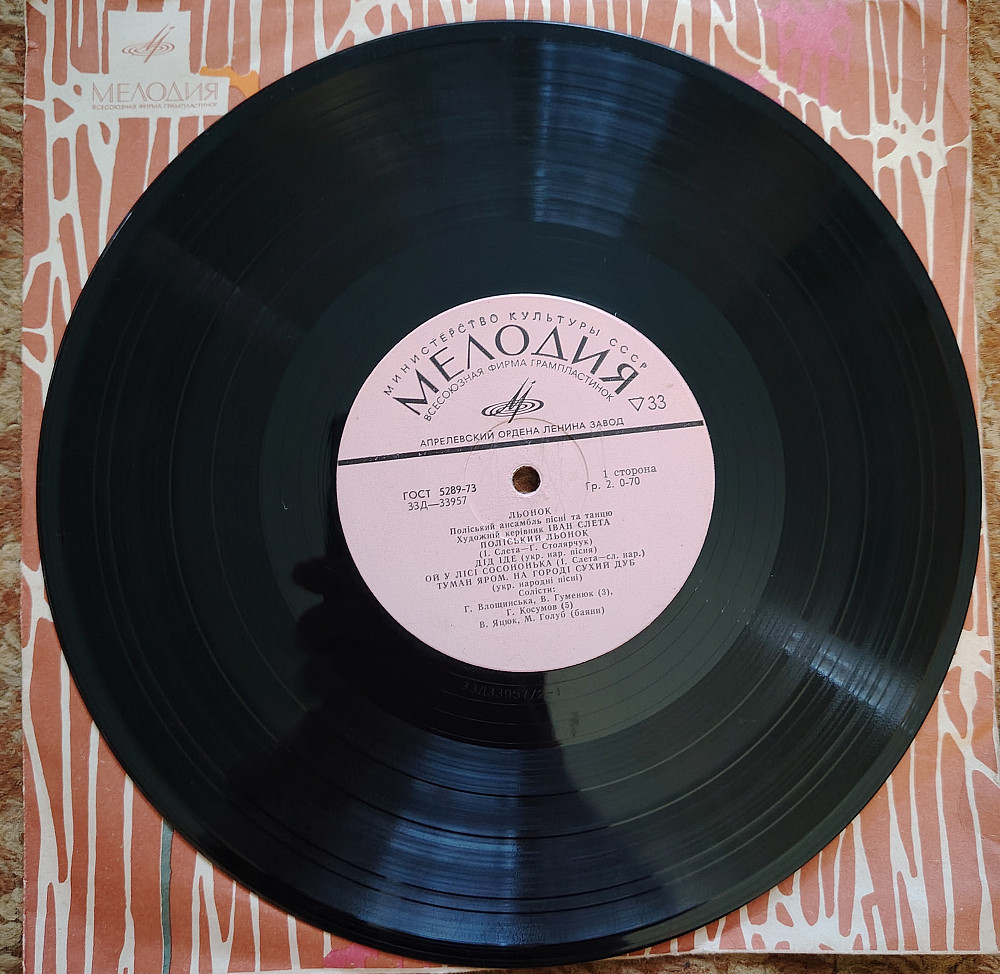 МЕЛОДИЯ
ВСЕСОЮЗНАЯ ФИРМА ГРАМПЛАСТИНОК
МИНИСТЕРСТВО КУЛЬТУРЫ СССР
МЕЛОДИЯ
ВСЕСОЮЗНАЯ ФИРМА ГРАМПЛАСТИНОК
33
АПРЕЛЕВСКИЙ ОРДЕНА ЛЕНИНА ЗАВОД
ГОСТ 5289-73 1 сторона
33Д—33957 Гр. 2. 0-70
ЛЬОНОК
Поліський ансамбль пісні та танцю
Художній керівник ІВАН СЛЕТА
ПОЛІСЬКИЙ ЛЬОНОК
(І. Слета—Г. Столярчук)
ДІД ІДЕ (укр. нар. пісня)
ОЙ У ЛІСІ СОСОНОНЬКА (І. Слета—сл. нар.)
ТУМАН ЯРОМ. НА ГОРОДІ СУХИЙ ДУБ
(укр. народні пісні)
Солісти:
Г. Влощинська, В. Гуменюк (3),
Г. Косумов (5)
В. Яцюк, М. Голуб (баяни)